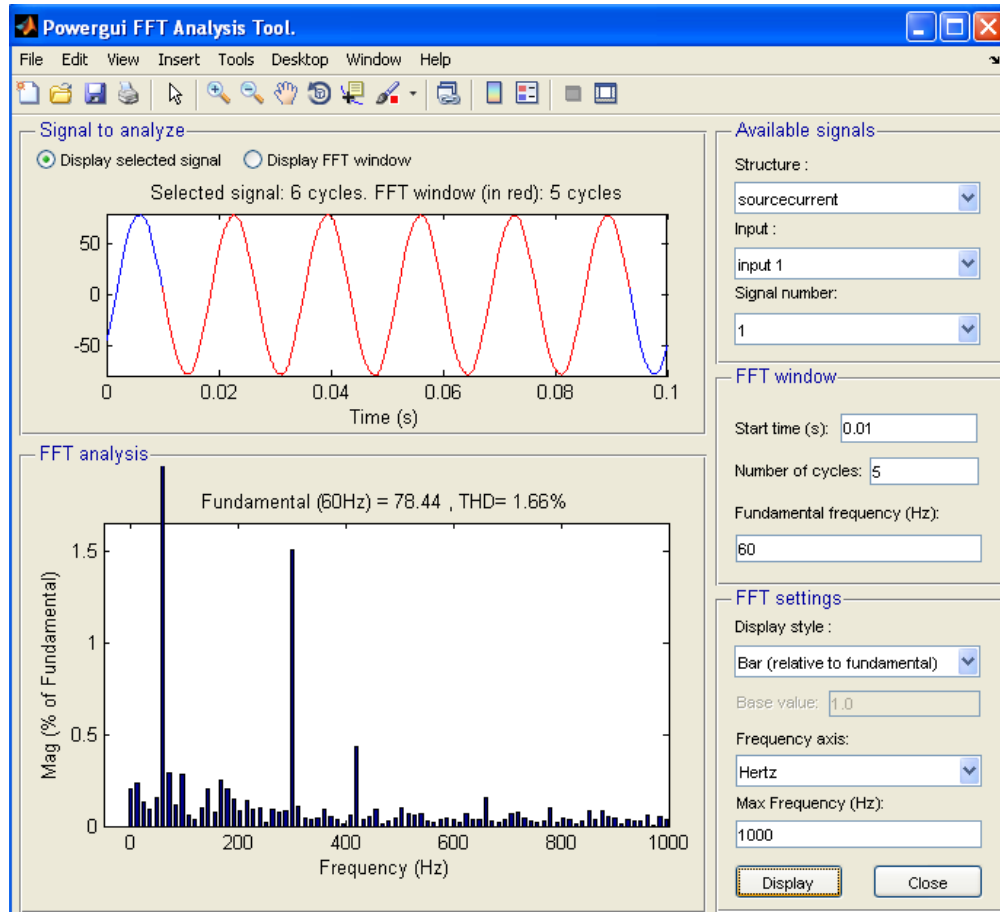 Powergui FFT Analysis Tool.
File Edit View Insert Tools Desktop Window Help
Signal to analyze
Display selected signal Display FFT window
Selected signal: 6 cycles. FFT window (in red): 5 cycles
50
0
-50
0 0.02 0.04 0.06 0.08 0.1
Time (s)
FFT analysis
Fundamental (60Hz) = 78.44 , THD= 1.66%
1.5
1
0.5
0
Mag (% of Fundamental)
0 200 400 600 800 1000
Frequency (Hz)
Available signals
Structure :
sourcecurrent
Input :
input 1
Signal number:
1
FFT window
Start time (s): 0.01
Number of cycles: 5
Fundamental frequency (Hz):
60
FFT settings
Display style :
Bar (relative to fundamental)
Base value: 1.0
Frequency axis:
Hertz
Max Frequency (Hz):
1000
Display Close